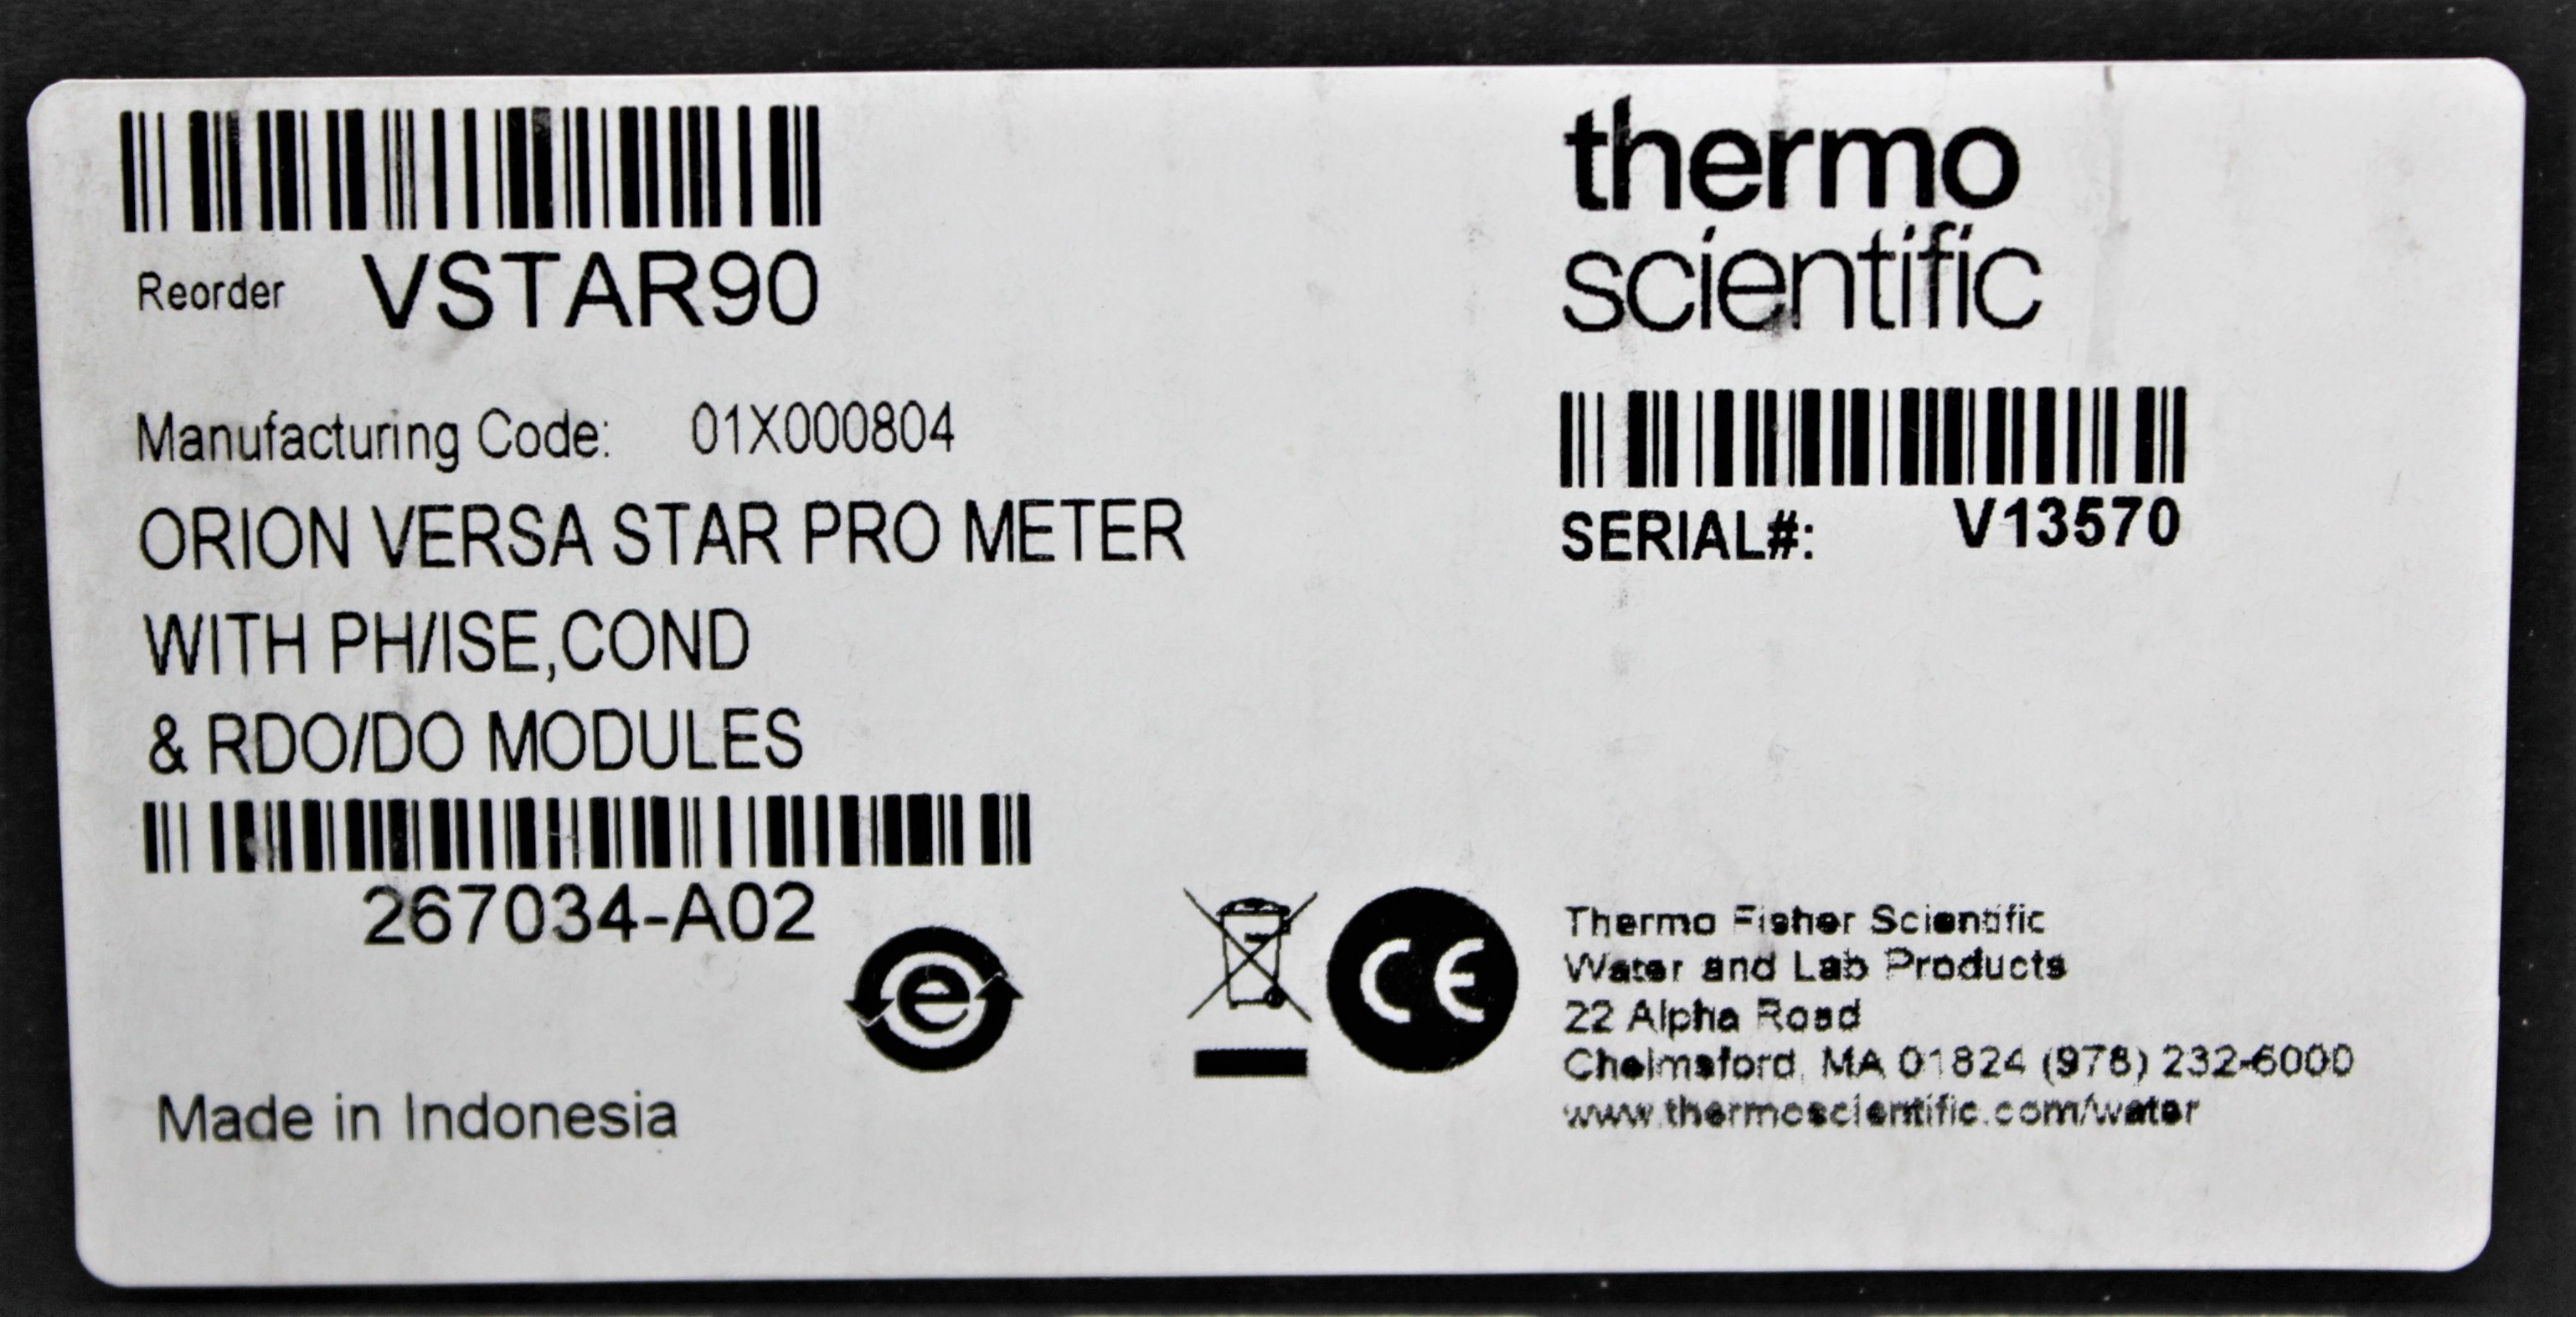 Reorder VSTAR90
Manufacturing Code: 01X000804
ORION VERSA STAR PRO METER
WITH PH/ISE,COND
& RDO/DO MODULES
267034-A02
e
Made in Indonesia
thermo
scientific
SERIAL#: V13570
CE
Thermo Fisher Scientific
Water and Lab Products
22 Alpha Road
Chelmsford, MA 01824 (978) 232-6000
www.thermoscientific.com/water